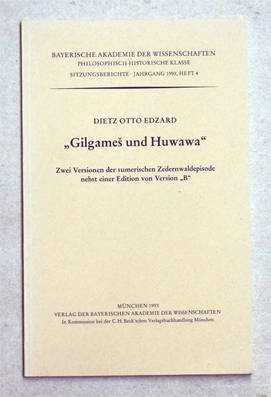 BAYERISCHE AKADEMIE DER WISSENSCHAFTEN
PHILOSOPHISCH-HISTORISCHE KLASSE
SITZUNGSBERICHTE · JAHRGANG 1993, HEFT 4
DIETZ OTTO EDZARD
„Gilgameš und Huwawa“
Zwei Versionen der sumerischen Zedernwaldepisode
nebst einer Edition von Version „B“
MÜNCHEN 1993
VERLAG DER BAYERISCHEN AKADEMIE DER WISSENSCHAFTEN
In Kommission bei der C. H. Beck'schen Verlagsbuchhandlung München